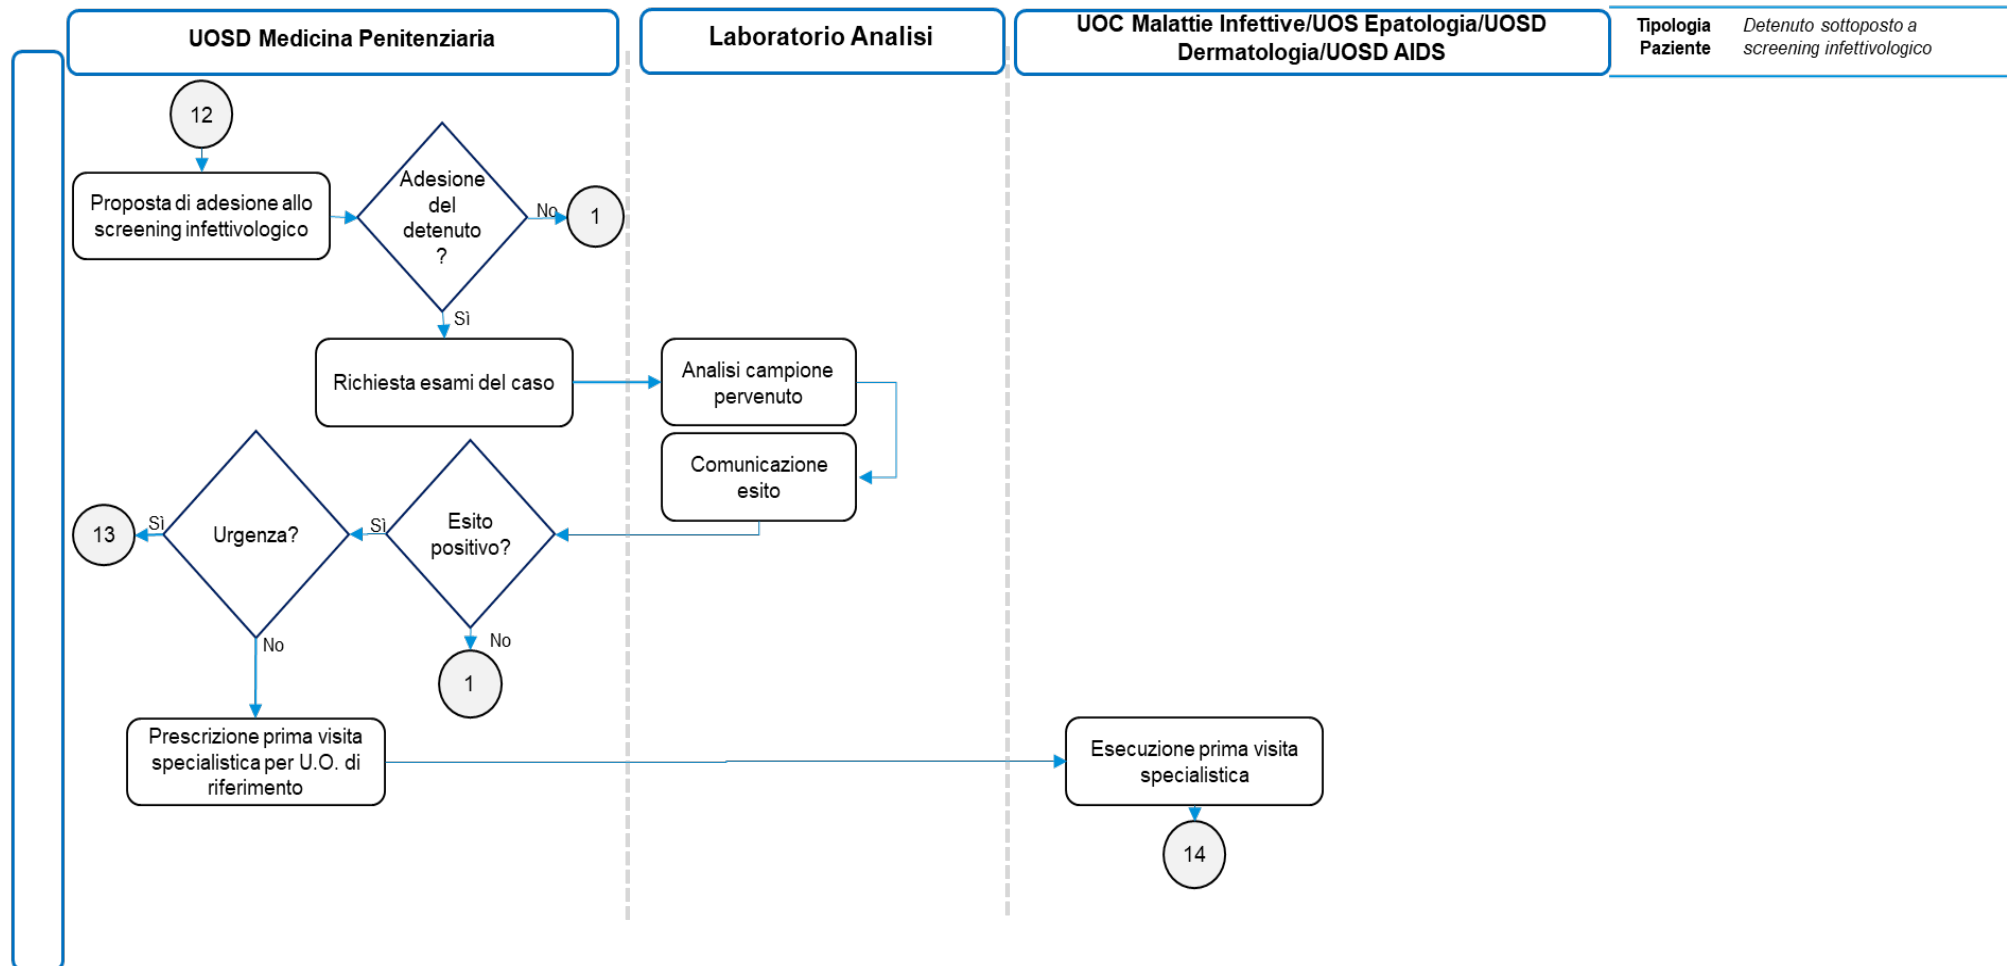 UOSD Medicina Penitenziaria
Laboratorio Analisi
UOC Malattie Infettive/UOS Epatologia/UOSD
Dermatologia/UOSD AIDS
Tipologia
Paziente
Detenuto sottoposto a
screening infettivologico
12
Proposta di adesione allo
screening infettivologico
Adesione
del
detenuto
?
No
1
Sì
Richiesta esami del caso
Analisi campione
pervenuto
Comunicazione
esito
Esito
positivo?
Sì
Urgenza?
Sì
13
No
No
1
Prescrizione prima visita
specialistica per U.O. di
riferimento
Esecuzione prima visita
specialistica
14